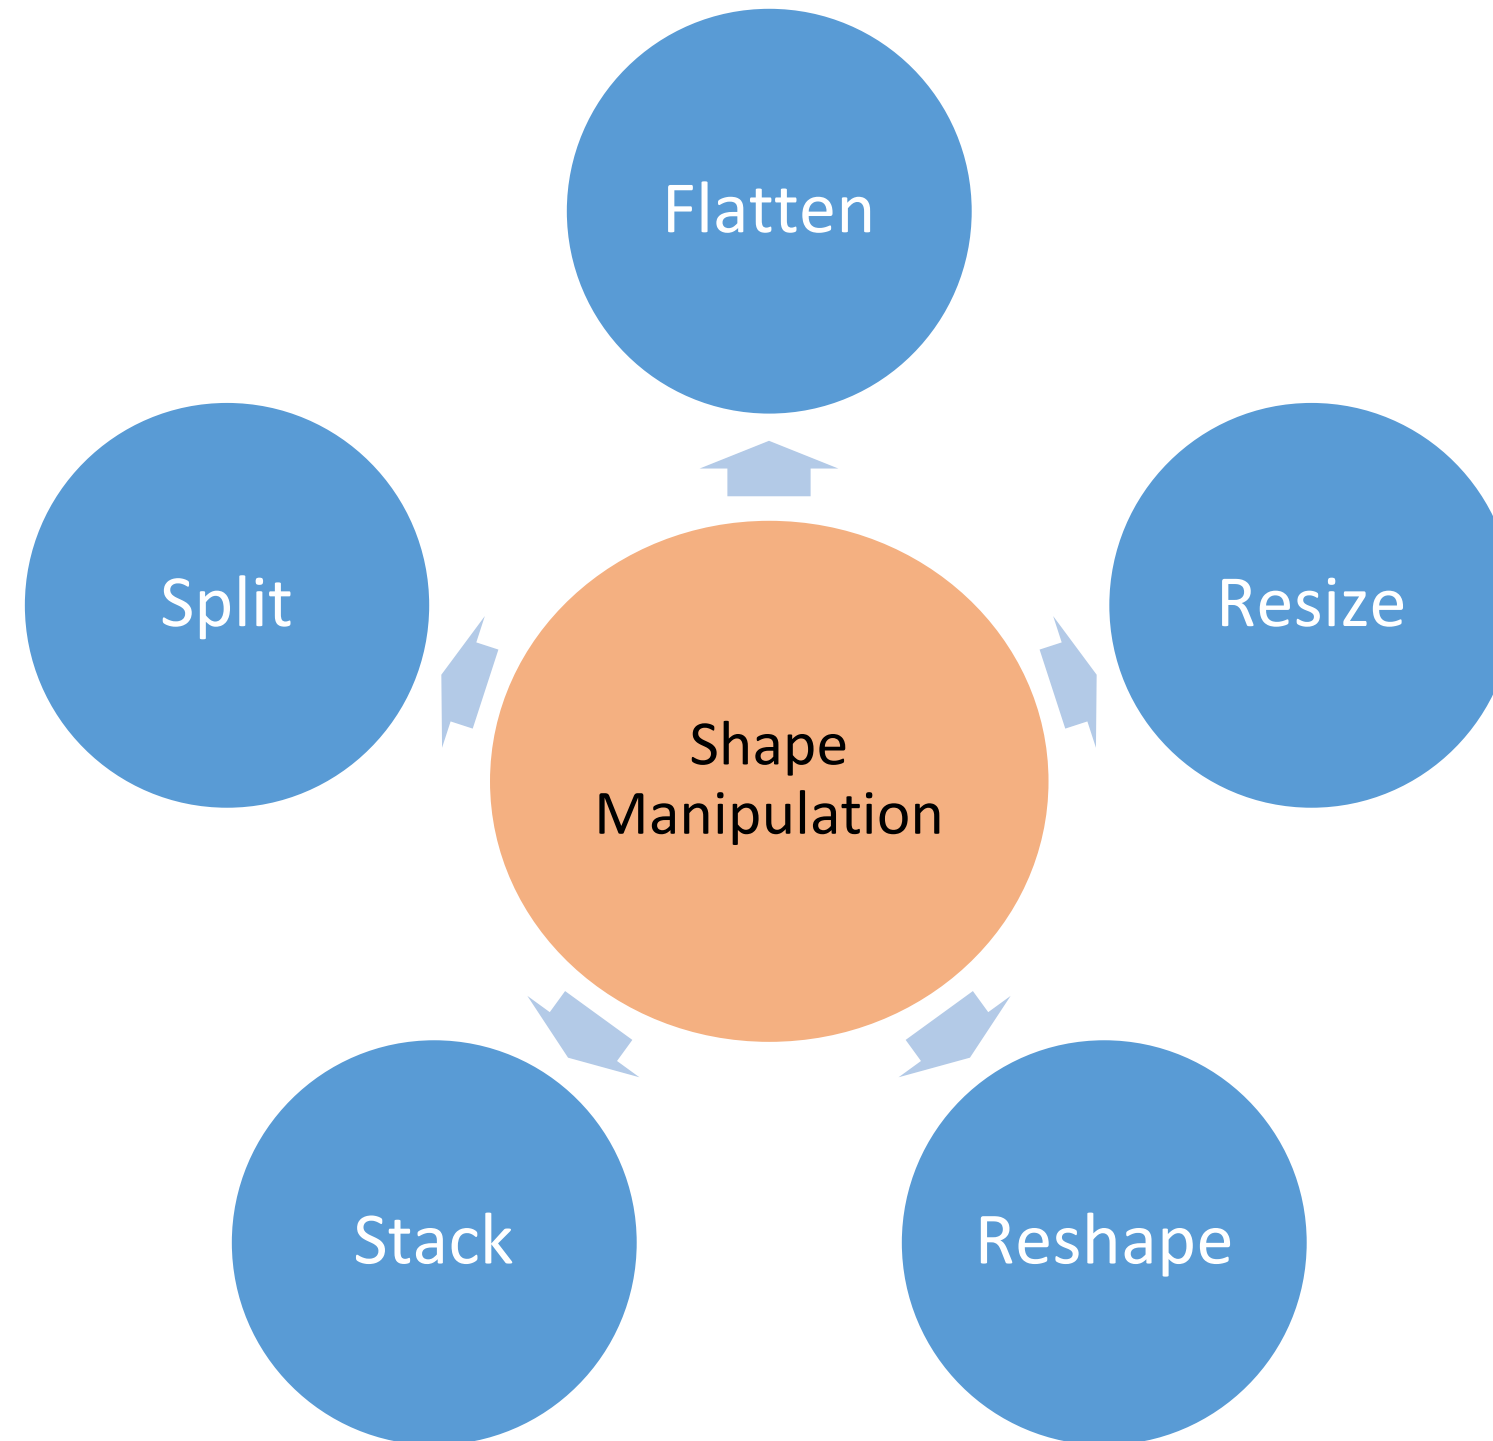 Flatten
Split
Resize
Shape
Manipulation
Stack
Reshape